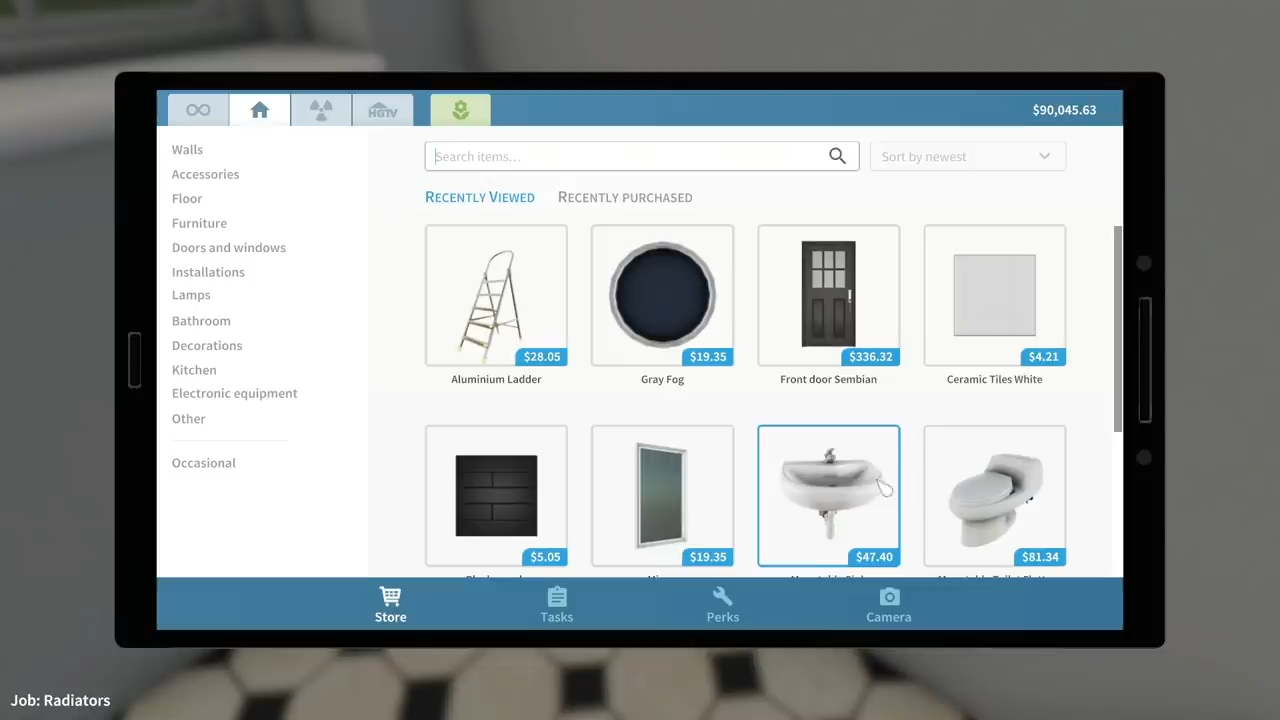 HGTV
$90,045.63
Walls
Accessories
Floor
Furniture
Doors and windows
Installations
Lamps
Bathroom
Decorations
Kitchen
Electronic equipment
Other
Occasional
Search items...
Sort by newest
RECENTLY VIEWED
RECENTLY PURCHASED
$28.05
$19.35
$336.32
$4.21
Aluminium Ladder
Gray Fog
Front door Sembian
Ceramic Tiles White
$5.05
$19.35
$47.40
$81.34
Store
Tasks
Perks
Camera
Job: Radiators